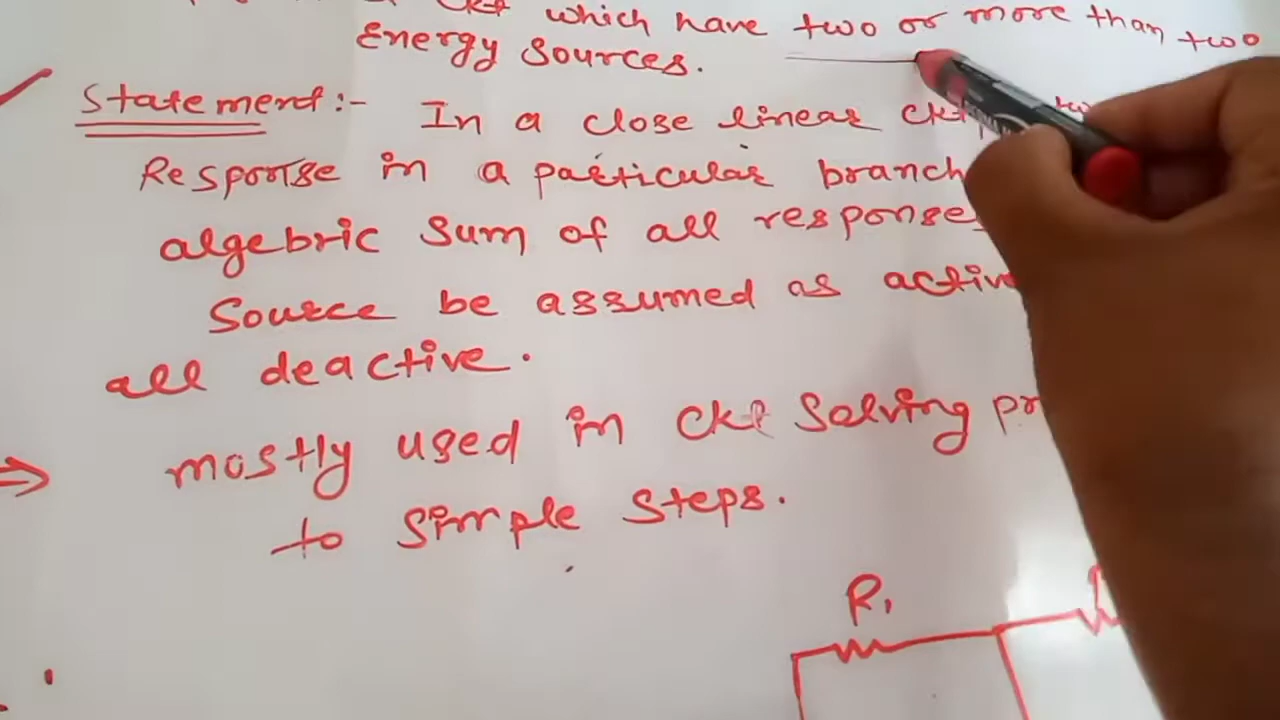 Ckt which have two or more than two
Energy Sources.
Statement :- In a close linear ckt,
Response in a particular branch
algebric sum of all response
Source be assumed as active
all deactive.
⇒ mostly used in ckt Solving
to simple steps.
R₁